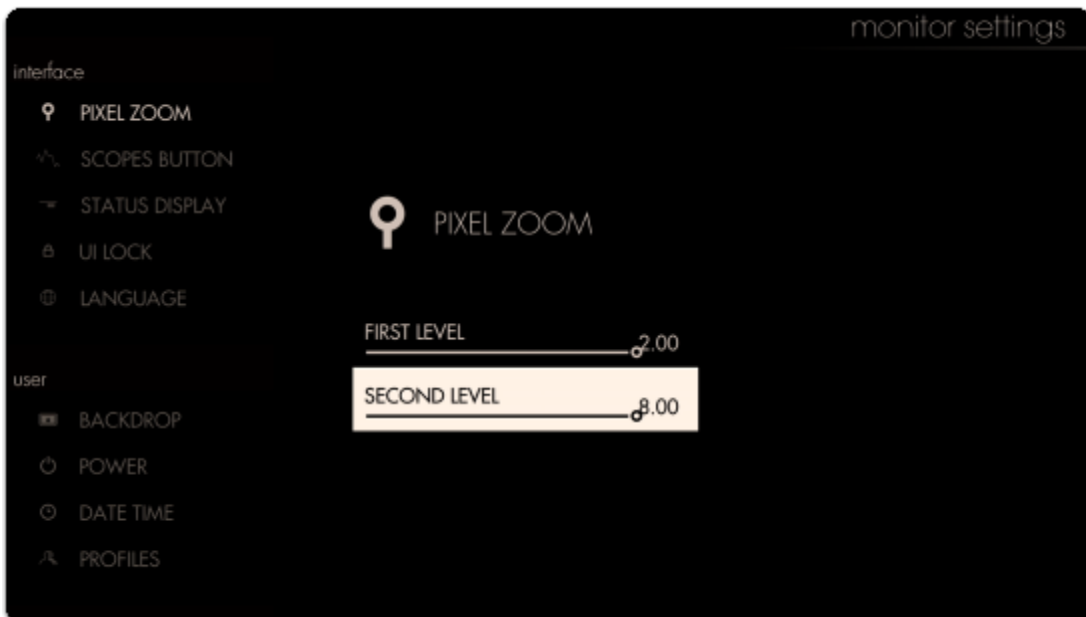 monitor settings
interface
PIXEL ZOOM
SCOPES BUTTON
STATUS DISPLAY
UI LOCK
LANGUAGE
user
BACKDROP
POWER
DATE TIME
PROFILES
PIXEL ZOOM
FIRST LEVEL
2.00
SECOND LEVEL
8.00